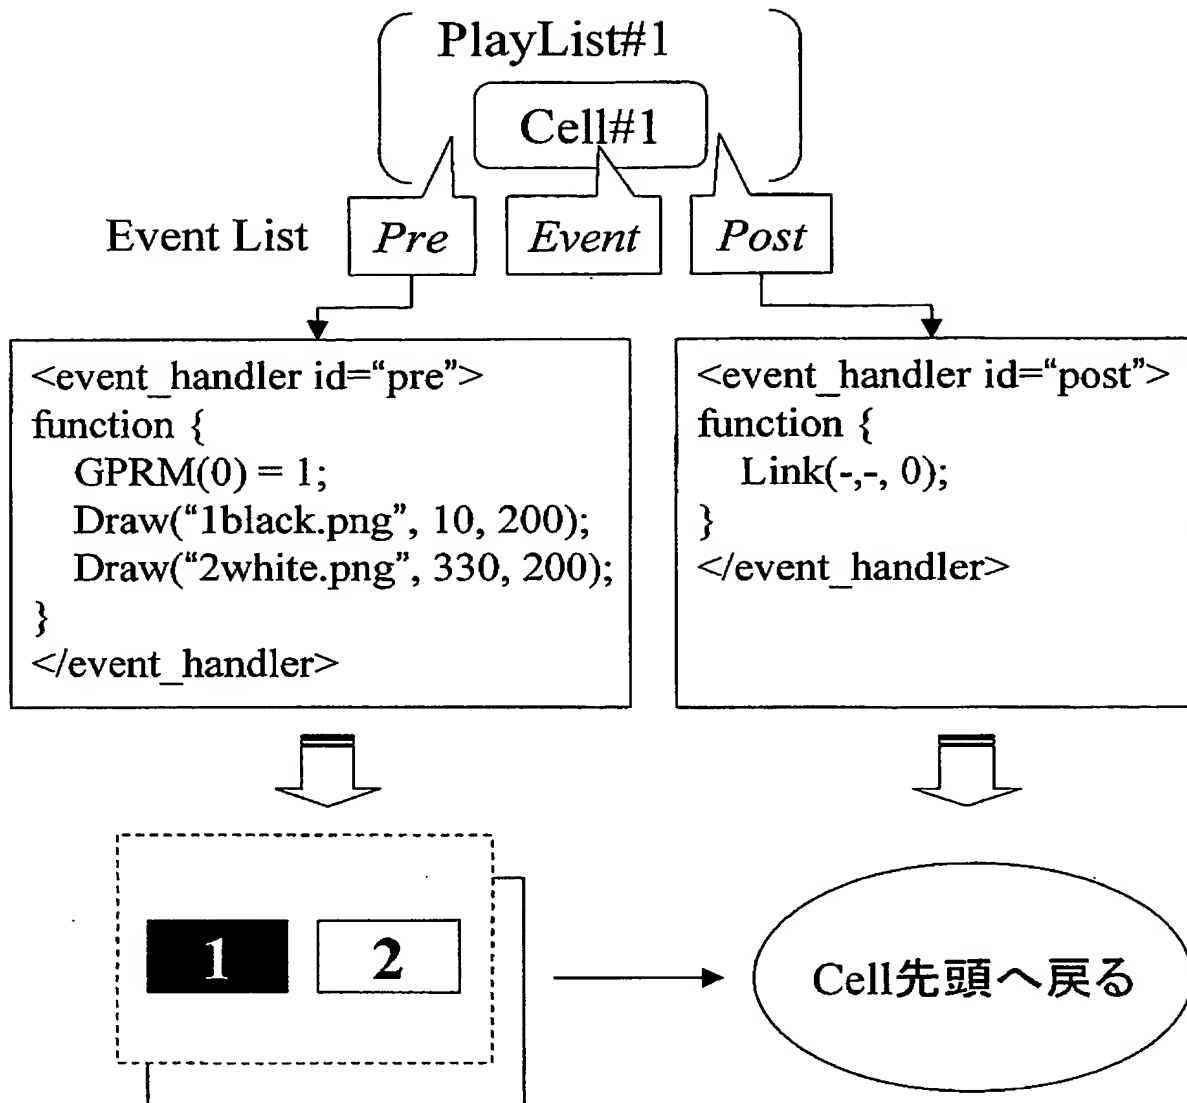 PlayList#1
Cell#1
Event List
Pre
Event
Post
<event_handler id=“pre”>
function {
GPRM(0) = 1;
Draw(“1black.png”, 10, 200);
Draw(“2white.png”, 330, 200);
}
</event_handler>
<event_handler id=“post”>
function {
Link(-,-, 0);
}
</event_handler>
1
2
Cell先頭へ戻る